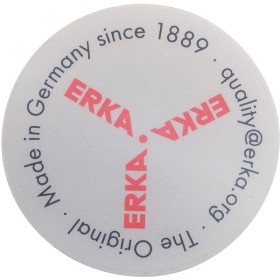 Made in Germany since 1889 · quality@erka.org · The Original ·
ERKA
ERKA
ERKA.